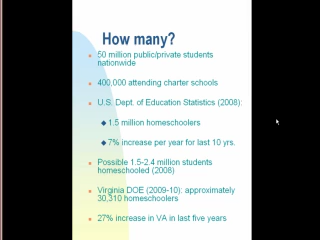 How many?
50 million public/private students
nationwide
400,000 attending charter schools
U.S. Dept. of Education Statistics (2008):
1.5 million homeschoolers
7% increase per year for last 10 yrs.
Possible 1.5-2.4 million students
homeschooled (2008)
Virginia DOE (2009-10): approximately
30,310 homeschoolers
27% increase in VA in last five years